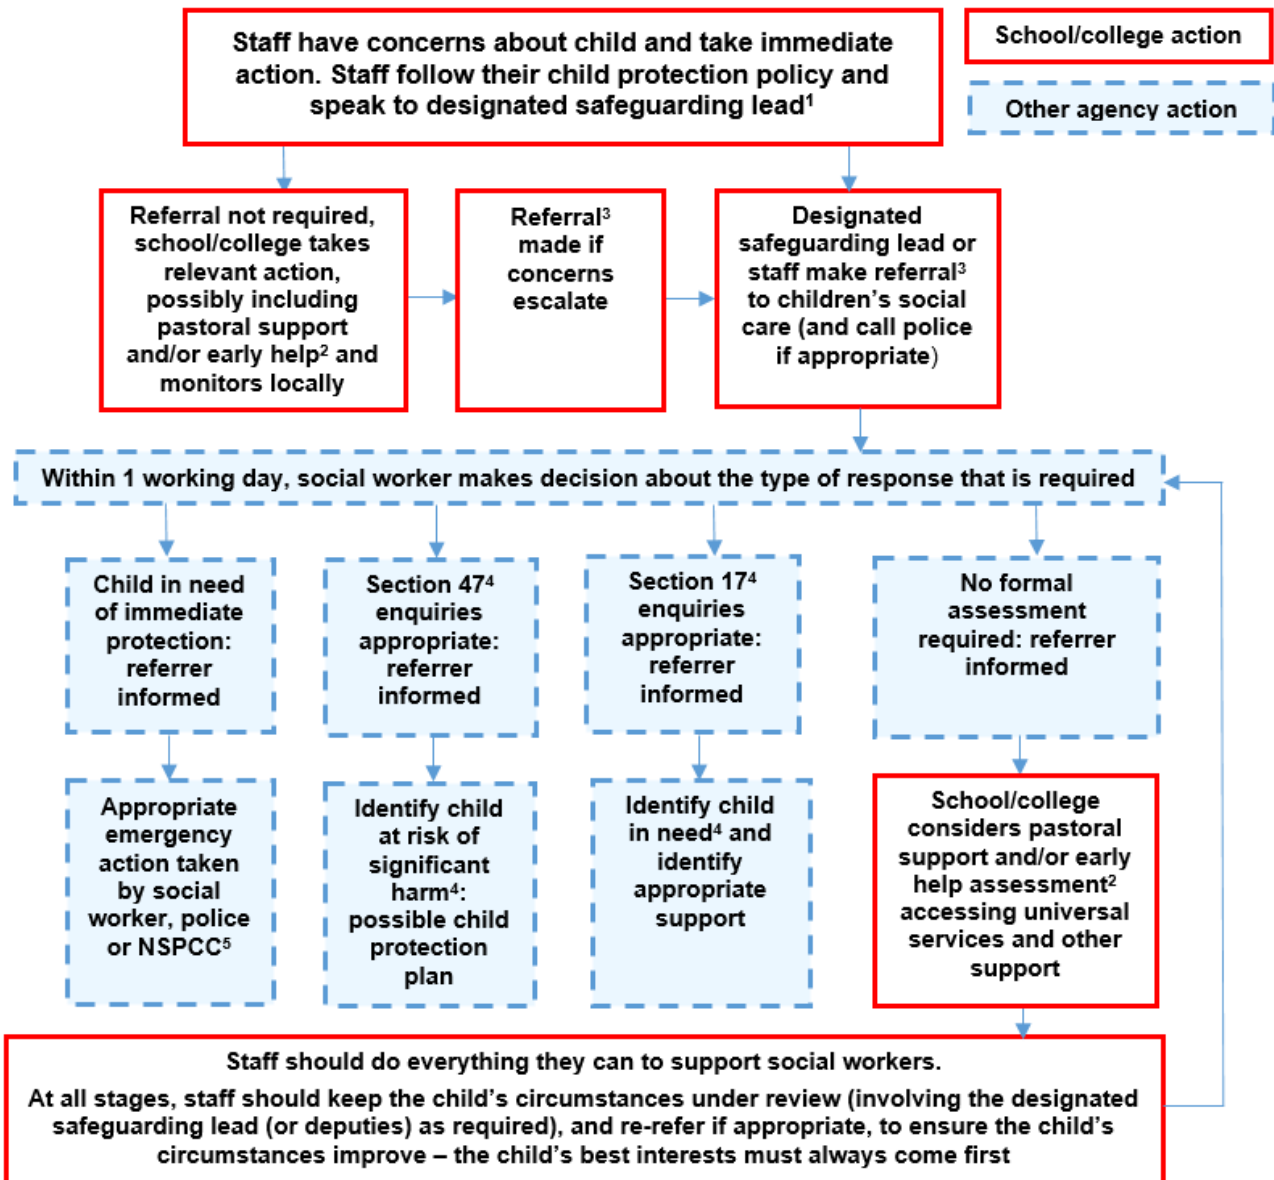 Staff have concerns about child and take immediate
action. Staff follow their child protection policy and
speak to designated safeguarding lead¹
School/college action
Other agency action
Referral not required,
school/college takes
relevant action,
possibly including
pastoral support
and/or early help² and
monitors locally
Referral³
made if
concerns
escalate
Designated
safeguarding lead or
staff make referral³
to children’s social
care (and call police
if appropriate)
Within 1 working day, social worker makes decision about the type of response that is required
Child in need
of immediate
protection:
referrer
informed
Section 47⁴
enquiries
appropriate:
referrer
informed
Section 17⁴
enquiries
appropriate:
referrer
informed
No formal
assessment
required: referrer
informed
Appropriate
emergency
action taken
by social
worker, police
or NSPCC⁵
Identify child
at risk of
significant
harm⁴:
possible child
protection
plan
Identify child
in need⁴ and
identify
appropriate
support
School/college
considers pastoral
support and/or early
help assessment²
accessing universal
services and other
support
Staff should do everything they can to support social workers.
At all stages, staff should keep the child’s circumstances under review (involving the designated
safeguarding lead (or deputies) as required), and re-refer if appropriate, to ensure the child’s
circumstances improve – the child’s best interests must always come first